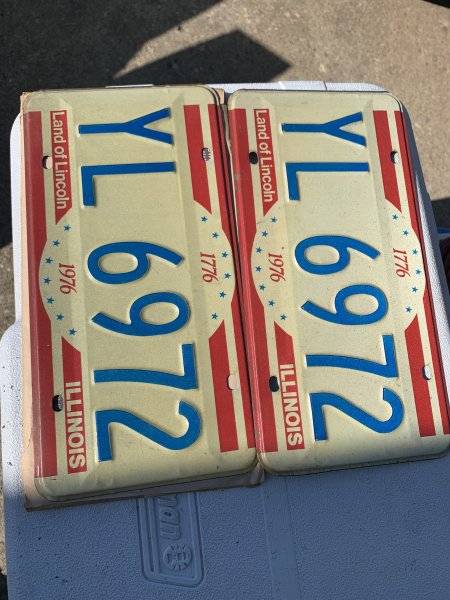 1776
YL 6972
Land of Lincoln 1976 ILLINOIS
1776
YL 6972
Land of Lincoln 1976 ILLINOIS